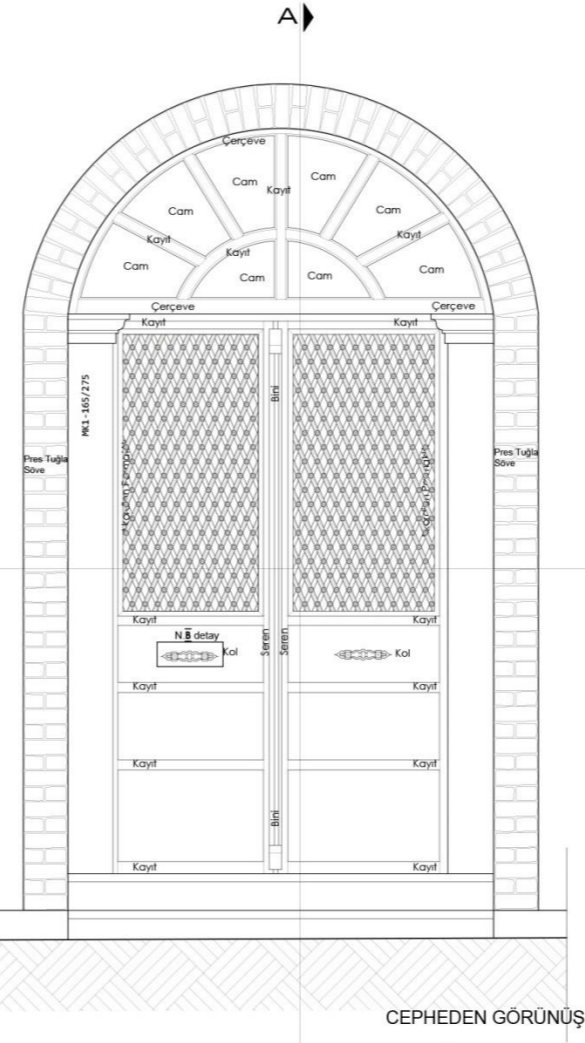 A
Çerçeve
Cam
Cam
Kayıt
Cam
Cam
Kayıt
Kayıt
Kayıt
Cam
Cam
Cam
Cam
Çerçeve
Çerçeve
Kayıt
Kayıt
MK1-165/275
Bini
Pres Tuğla
Söve
Pres Tuğla
Söve
Kayıt
Kayıt
N.B detay
Kol
Seren
Seren
Kol
Kayıt
Kayıt
Kayıt
Kayıt
Bini
Kayıt
Kayıt
CEPHEDEN GÖRÜNÜŞ